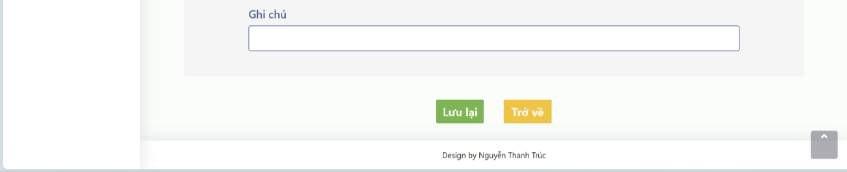 Ghi chú
Lưu lại
Trở về
Design by Nguyễn Thanh Trúc